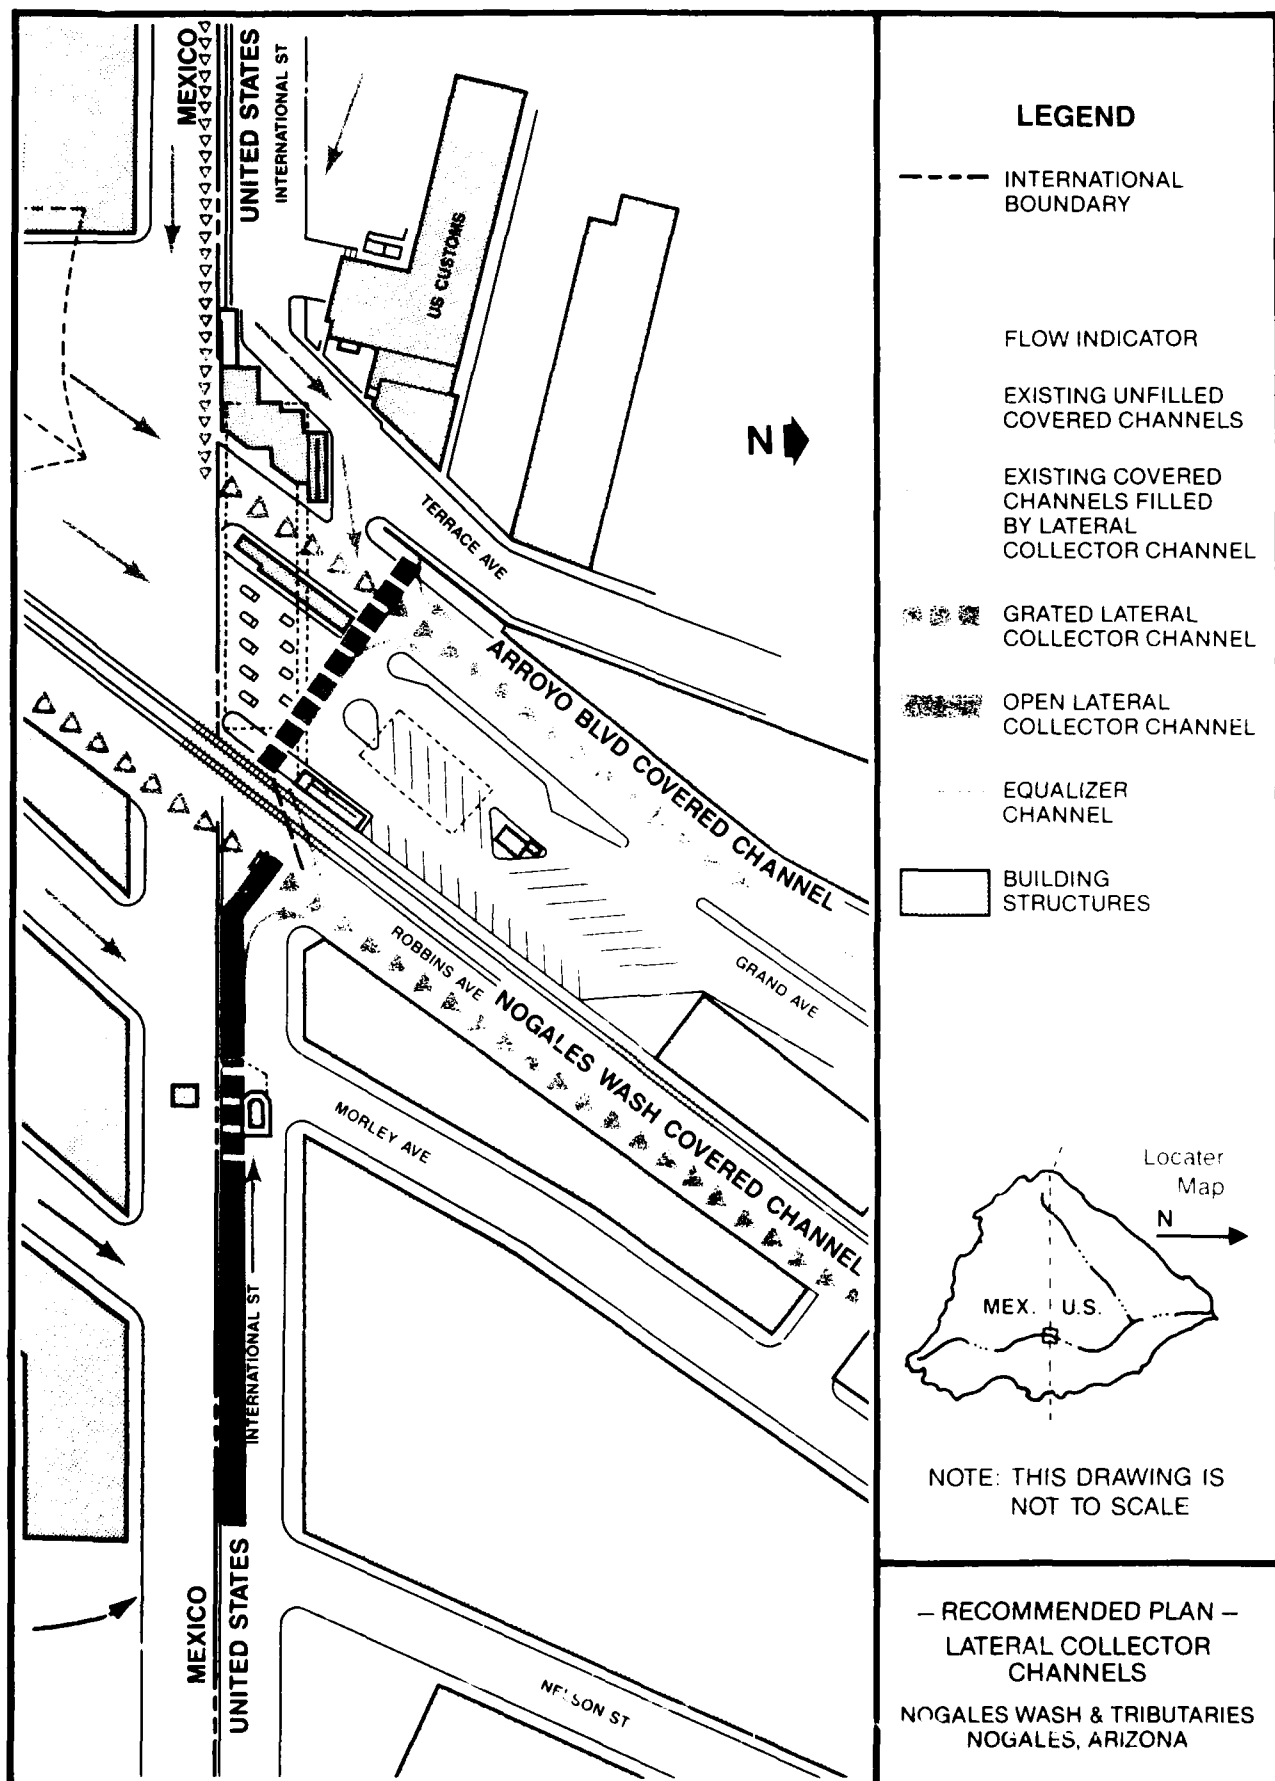 MEXICO
UNITED STATES
INTERNATIONAL ST
US CUSTOMS
N
TERRACE AVE
ARROYO BLVD COVERED CHANNEL
ROBBINS AVE
NOGALES WASH COVERED CHANNEL
GRAND AVE
MORLEY AVE
INTERNATIONAL ST
MEXICO
UNITED STATES
NELSON ST
LEGEND
INTERNATIONAL
BOUNDARY
FLOW INDICATOR
EXISTING UNFILLED
COVERED CHANNELS
EXISTING COVERED
CHANNELS FILLED
BY LATERAL
COLLECTOR CHANNEL
GRATED LATERAL
COLLECTOR CHANNEL
OPEN LATERAL
COLLECTOR CHANNEL
EQUALIZER
CHANNEL
BUILDING
STRUCTURES
Locater
Map
N
MEX. U.S.
NOTE: THIS DRAWING IS
NOT TO SCALE
– RECOMMENDED PLAN –
LATERAL COLLECTOR
CHANNELS
NOGALES WASH & TRIBUTARIES
NOGALES, ARIZONA